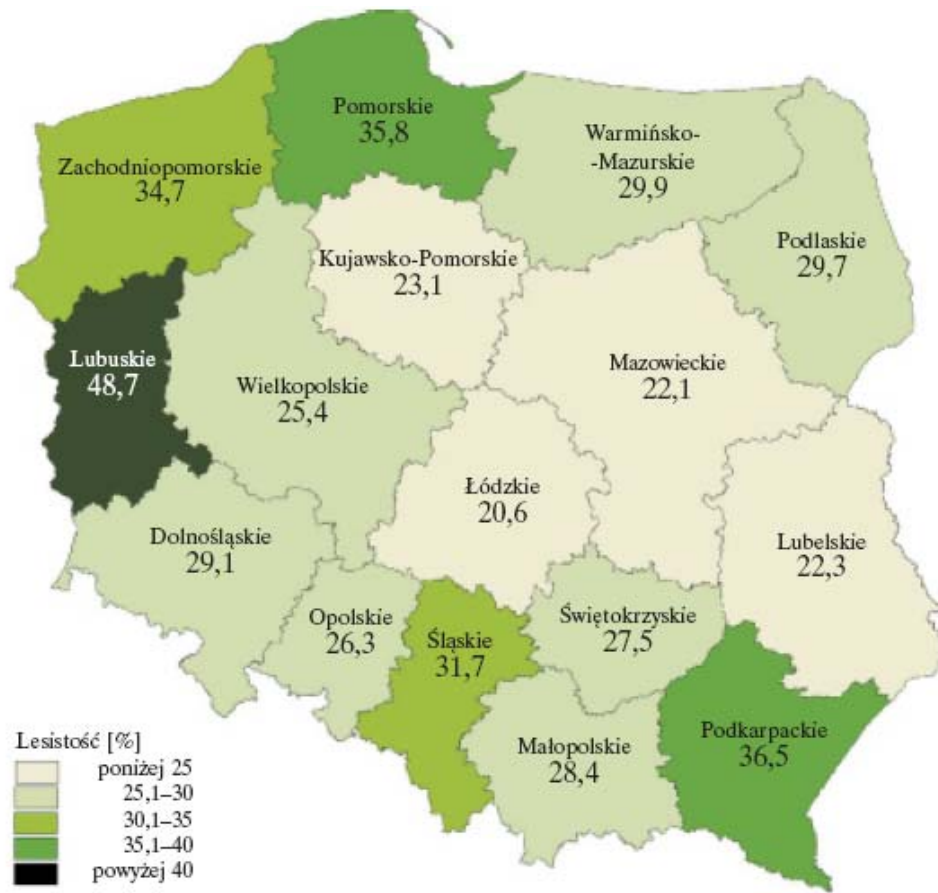 Pomorskie
35,8
Warmińsko-
-Mazurskie
29,9
Zachodniopomorskie
34,7
Podlaskie
29,7
Kujawsko-Pomorskie
23,1
Lubuskie
48,7
Wielkopolskie
25,4
Mazowieckie
22,1
Łódzkie
20,6
Dolnośląskie
29,1
Lubelskie
22,3
Opolskie
26,3
Śląskie
31,7
Świętokrzyskie
27,5
Małopolskie
28,4
Podkarpackie
36,5
Lesistość [%]
poniżej 25
25,1–30
30,1–35
35,1–40
powyżej 40